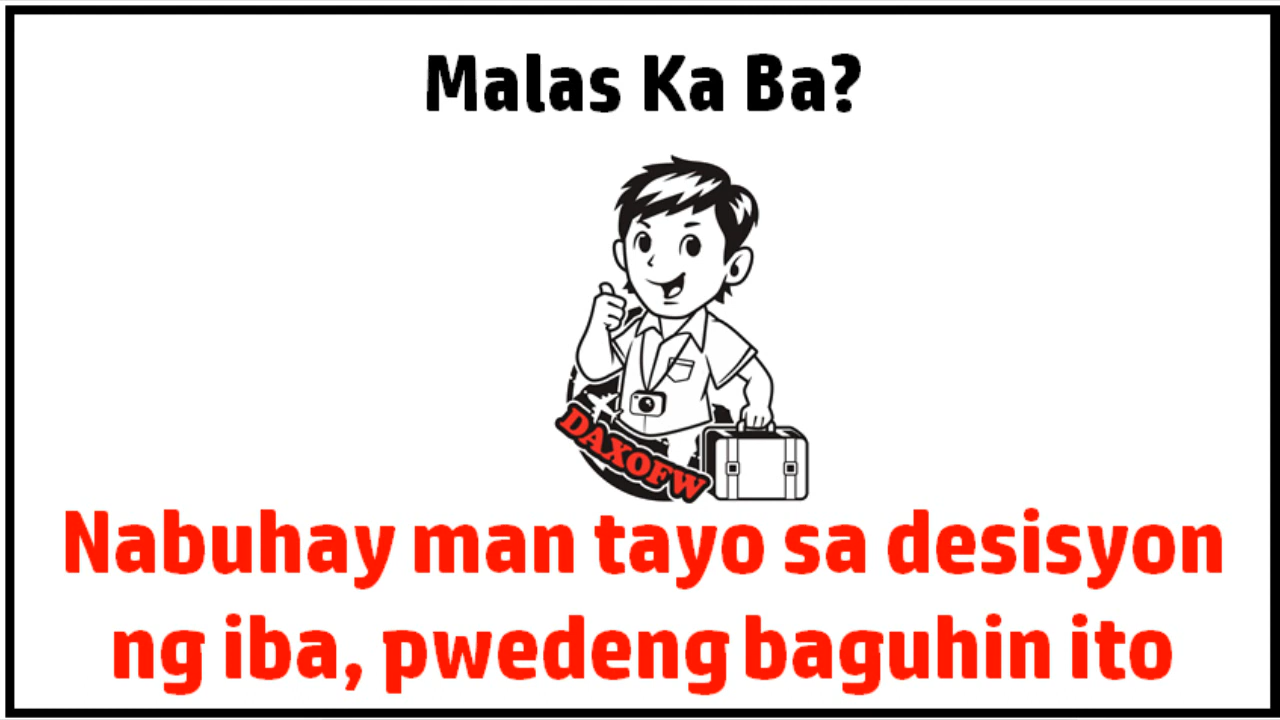 Malas Ka Ba?
DAXOFW
Nabuhay man tayo sa desisyon
ng iba, pwedeng baguhin ito